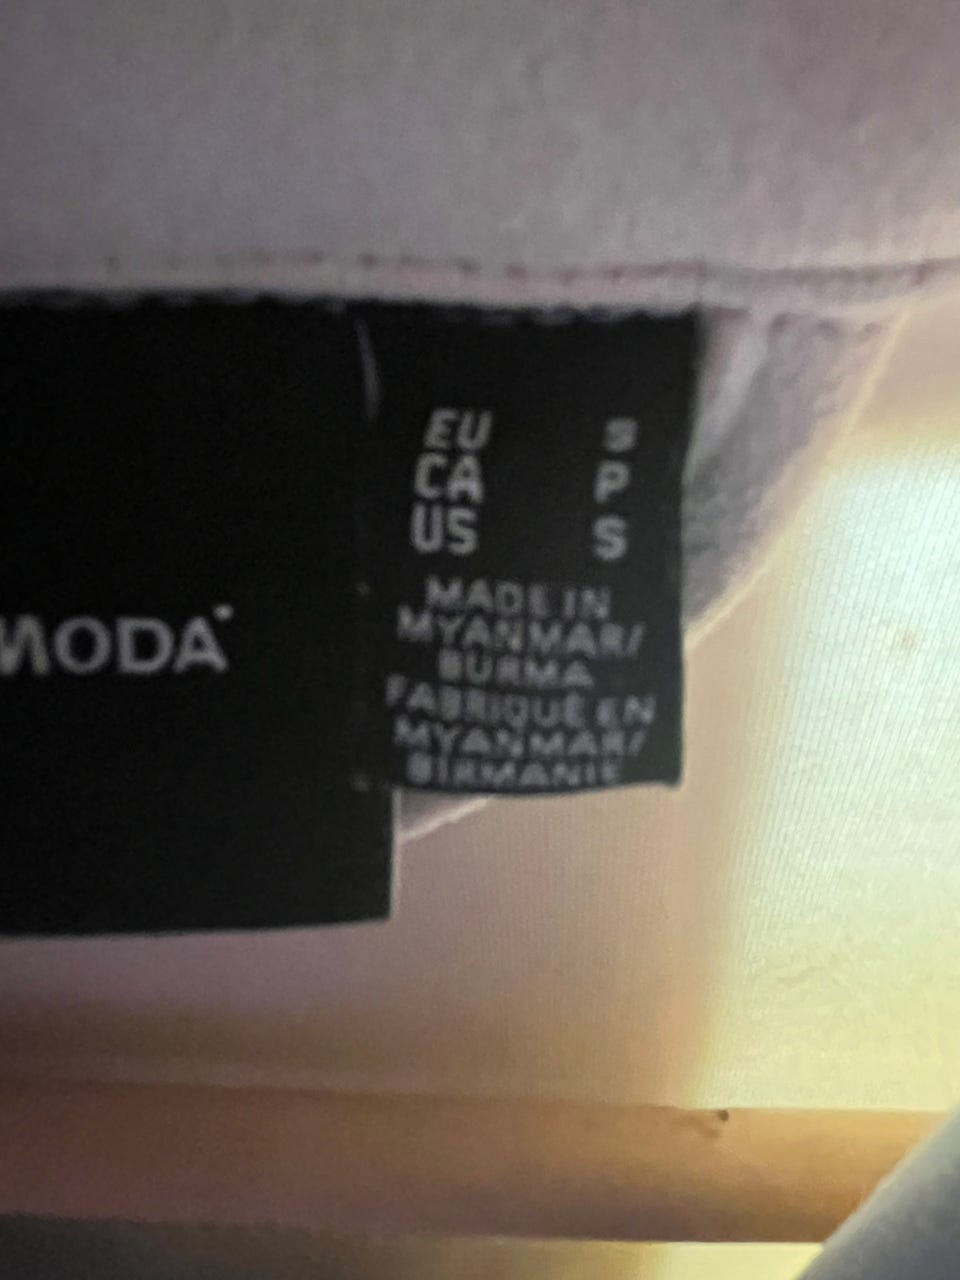 MODA
EU S
CA P
US S
MADE IN
MYANMAR/
BURMA
FABRIQUÉ EN
MYANMAR/
BIRMANIE